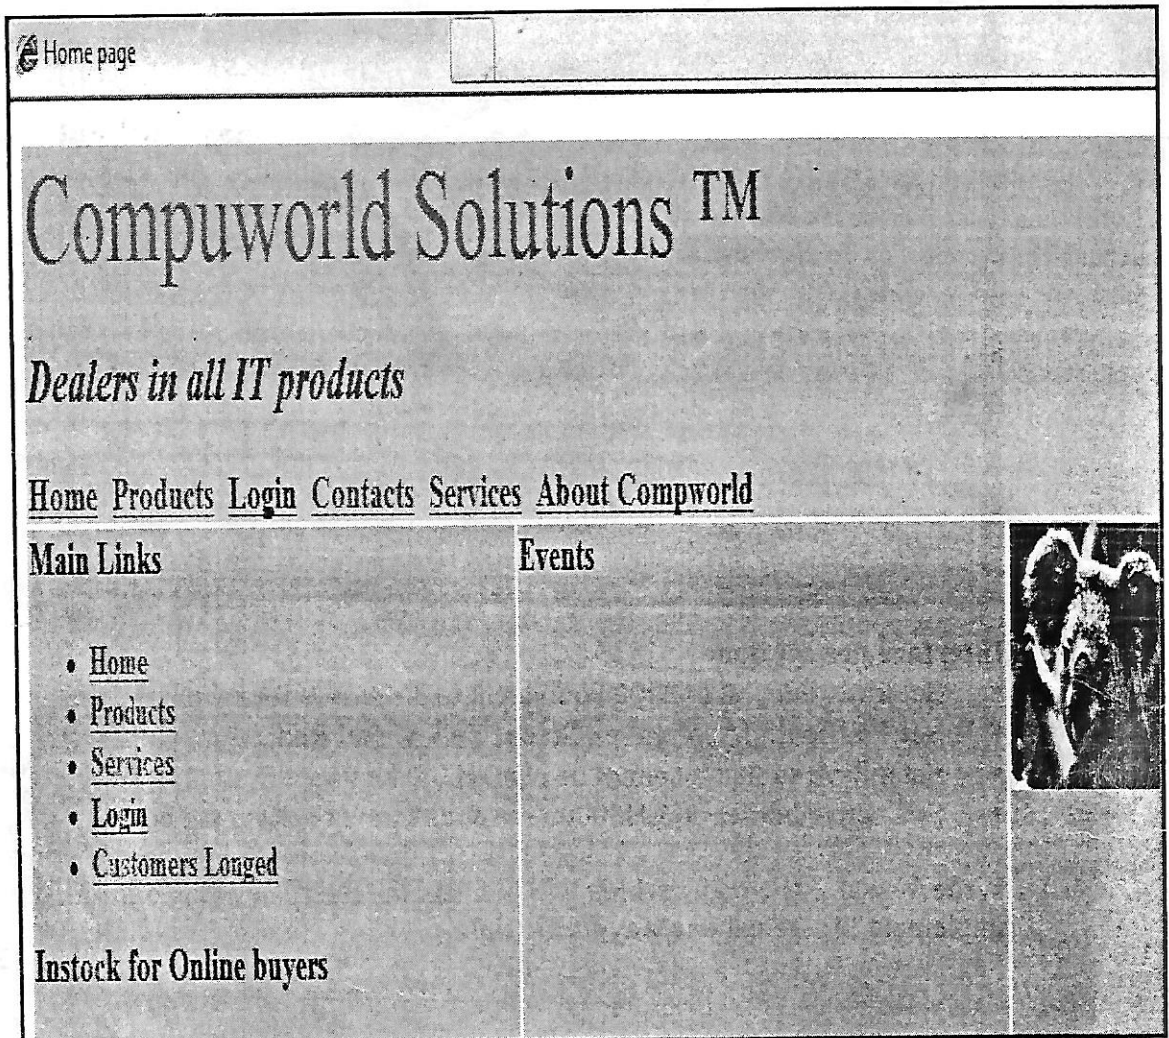 Home page
Compuworld Solutions TM
Dealers in all IT products
Home Products Login Contacts Services About Compworld
Main Links
Home
Products
Services
Login
Customers Longed
Instock for Online buyers
Events